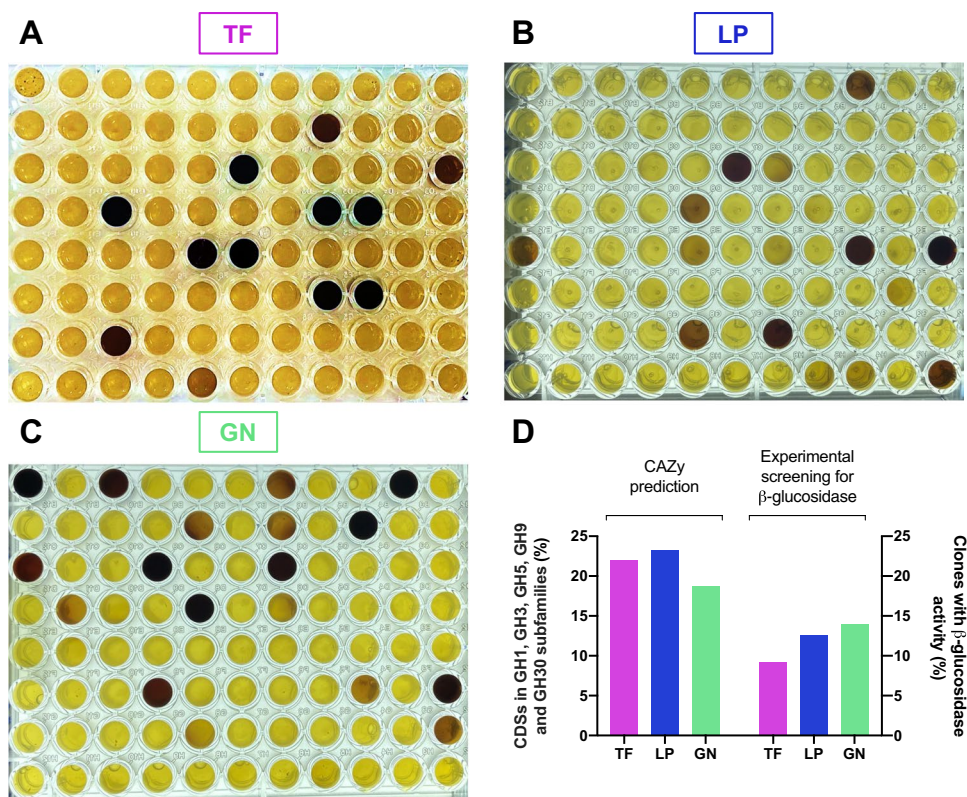 A
TF
B
LP
C
GN
D
CAZy
prediction
Experimental
screening for
β-glucosidase
CDSs in GH1, GH3, GH5, GH9
and GH30 subfamilies (%)
25
20
15
10
5
0
25
20
15
10
5
0
Clones with β-glucosidase
activity (%)
TF LP GN TF LP GN